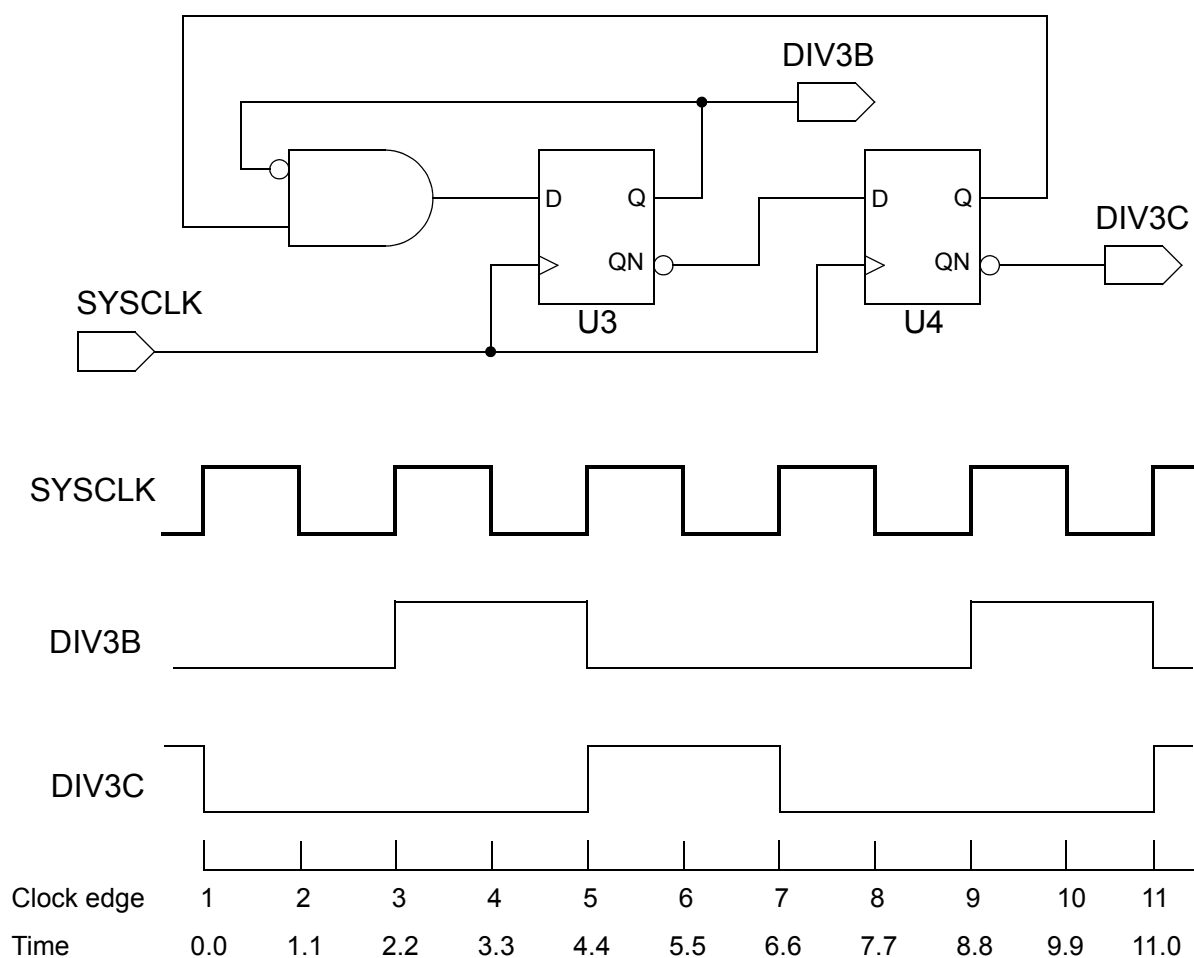 DIV3B
D Q D Q
DIV3C
QN QN
SYSCLK
U3 U4
SYSCLK
DIV3B
DIV3C
Clock edge 1 2 3 4 5 6 7 8 9 10 11
Time 0.0 1.1 2.2 3.3 4.4 5.5 6.6 7.7 8.8 9.9 11.0